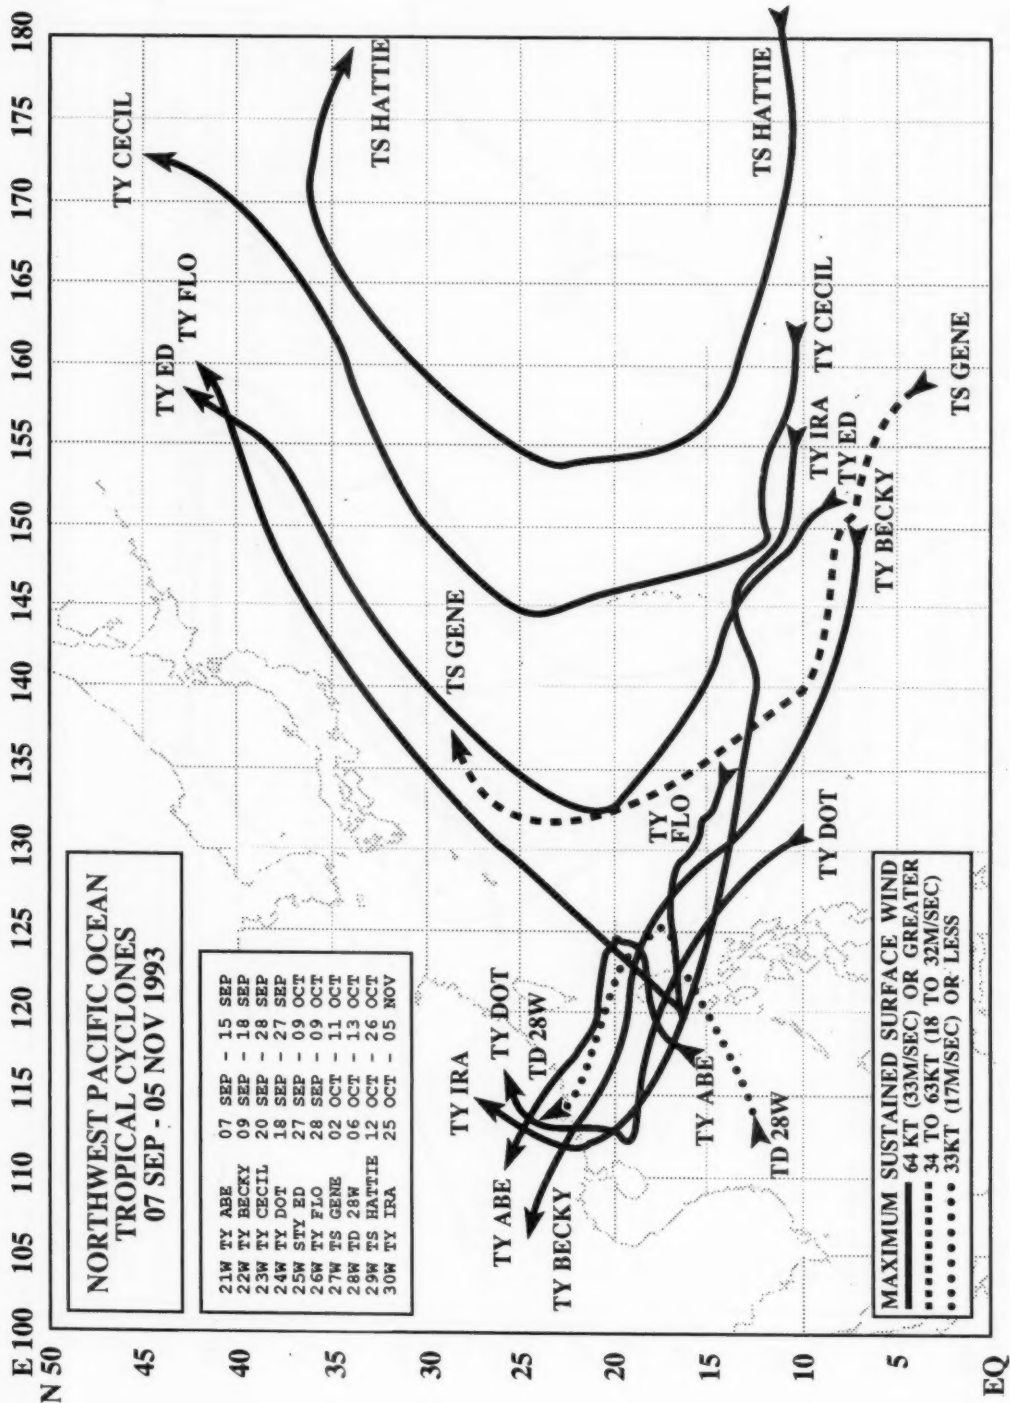 NORTHWEST PACIFIC OCEAN
TROPICAL CYCLONES
07 SEP - 05 NOV 1993
21W TY ABE 07 SEP - 15 SEP
22W TY BECKY 09 SEP - 18 SEP
23W TY CECIL 20 SEP - 28 SEP
24W TY DOT 18 SEP - 27 SEP
25W STY ED 27 SEP - 09 OCT
26W TY FLO 28 SEP - 09 OCT
27W TS GENE 02 OCT - 11 OCT
28W TD 28W 06 OCT - 13 OCT
29W TS HATTIE 12 OCT - 26 OCT
30W TY IRA 25 OCT - 05 NOV
E 100 105 110 115 120 125 130 135 140 145 150 155 160 165 170 175 180
N 50
45
40
35
30
25
20
15
10
5
EQ
TY CECIL
TS HATTIE
TY FLO
TY ED
TS GENE
TY DOT
TD 28W
TY IRA
TY ABE
TY BECKY
TY
FLO
TS HATTIE
TY CECIL
TY IRA
TY ED
TS GENE
TY BECKY
TY DOT
TY ABE
TD 28W
MAXIMUM SUSTAINED SURFACE WIND
64 KT (33M/SEC) OR GREATER
34 TO 63KT (18 TO 32M/SEC)
33KT (17M/SEC) OR LESS